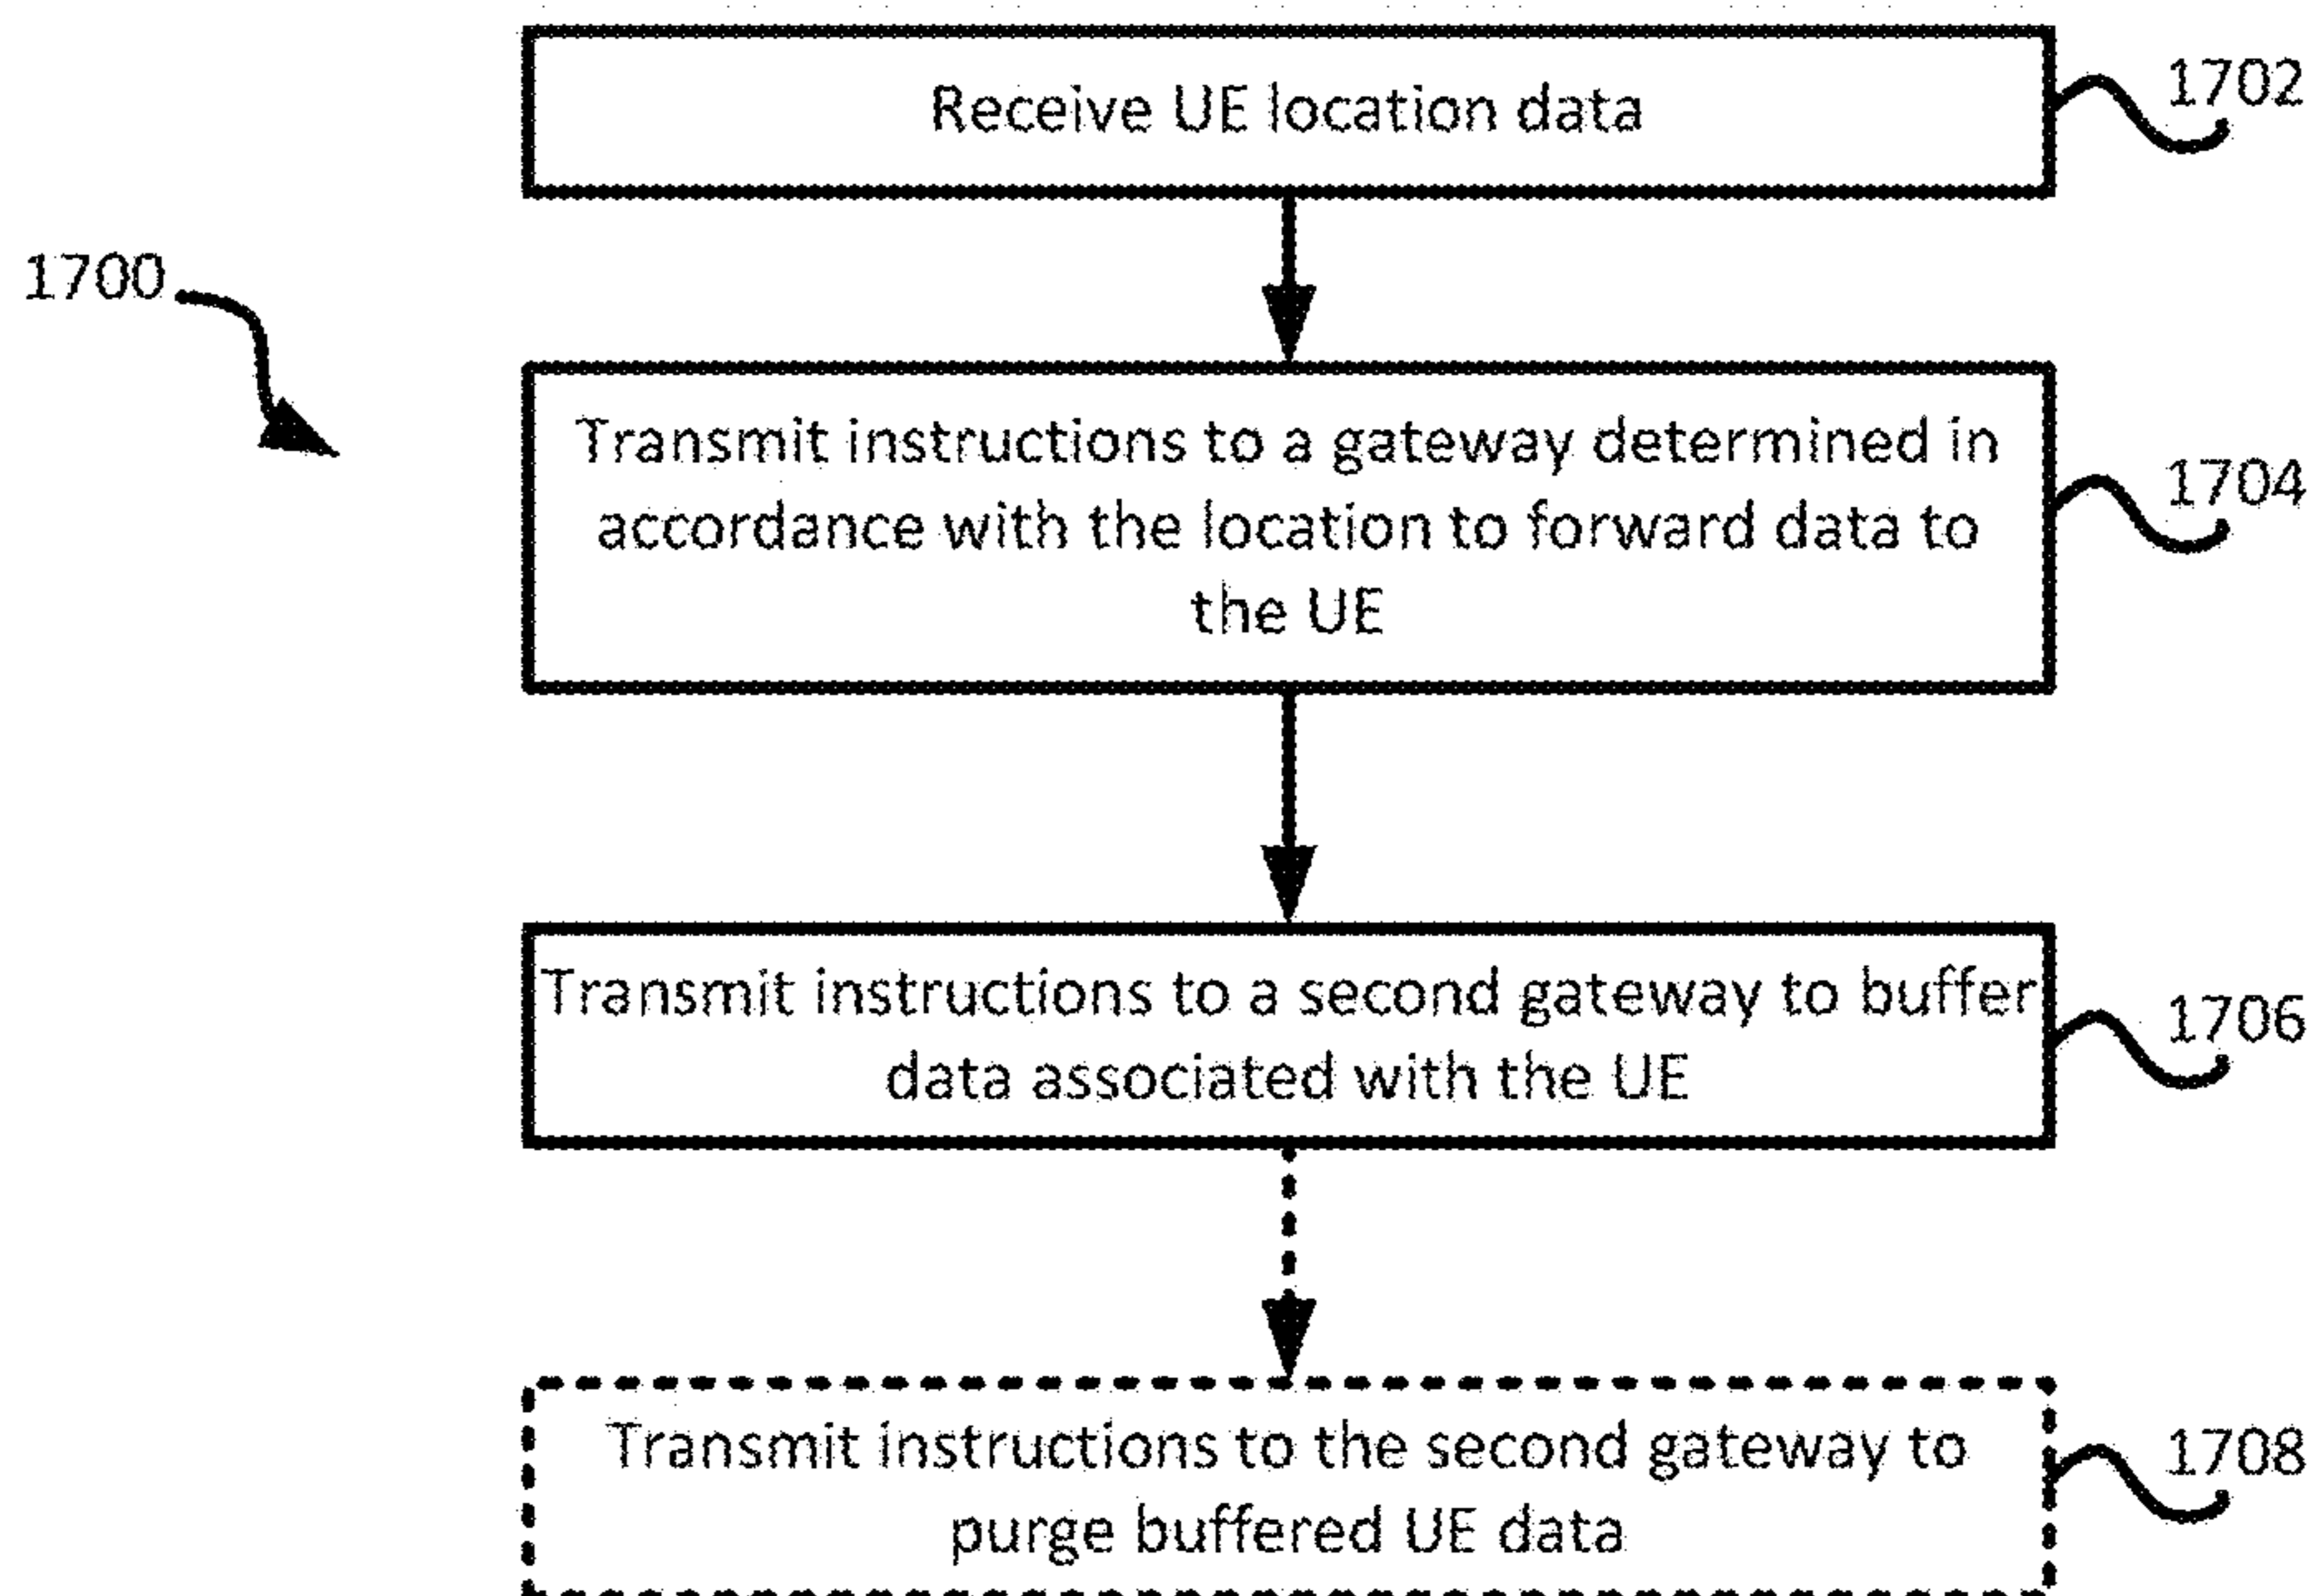 Receive UE location data
1702
1700
Transmit instructions to a gateway determined in
accordance with the location to forward data to
the UE
1704
Transmit instructions to a second gateway to buffer
data associated with the UE
1706
Transmit instructions to the second gateway to
purge buffered UE data
1708